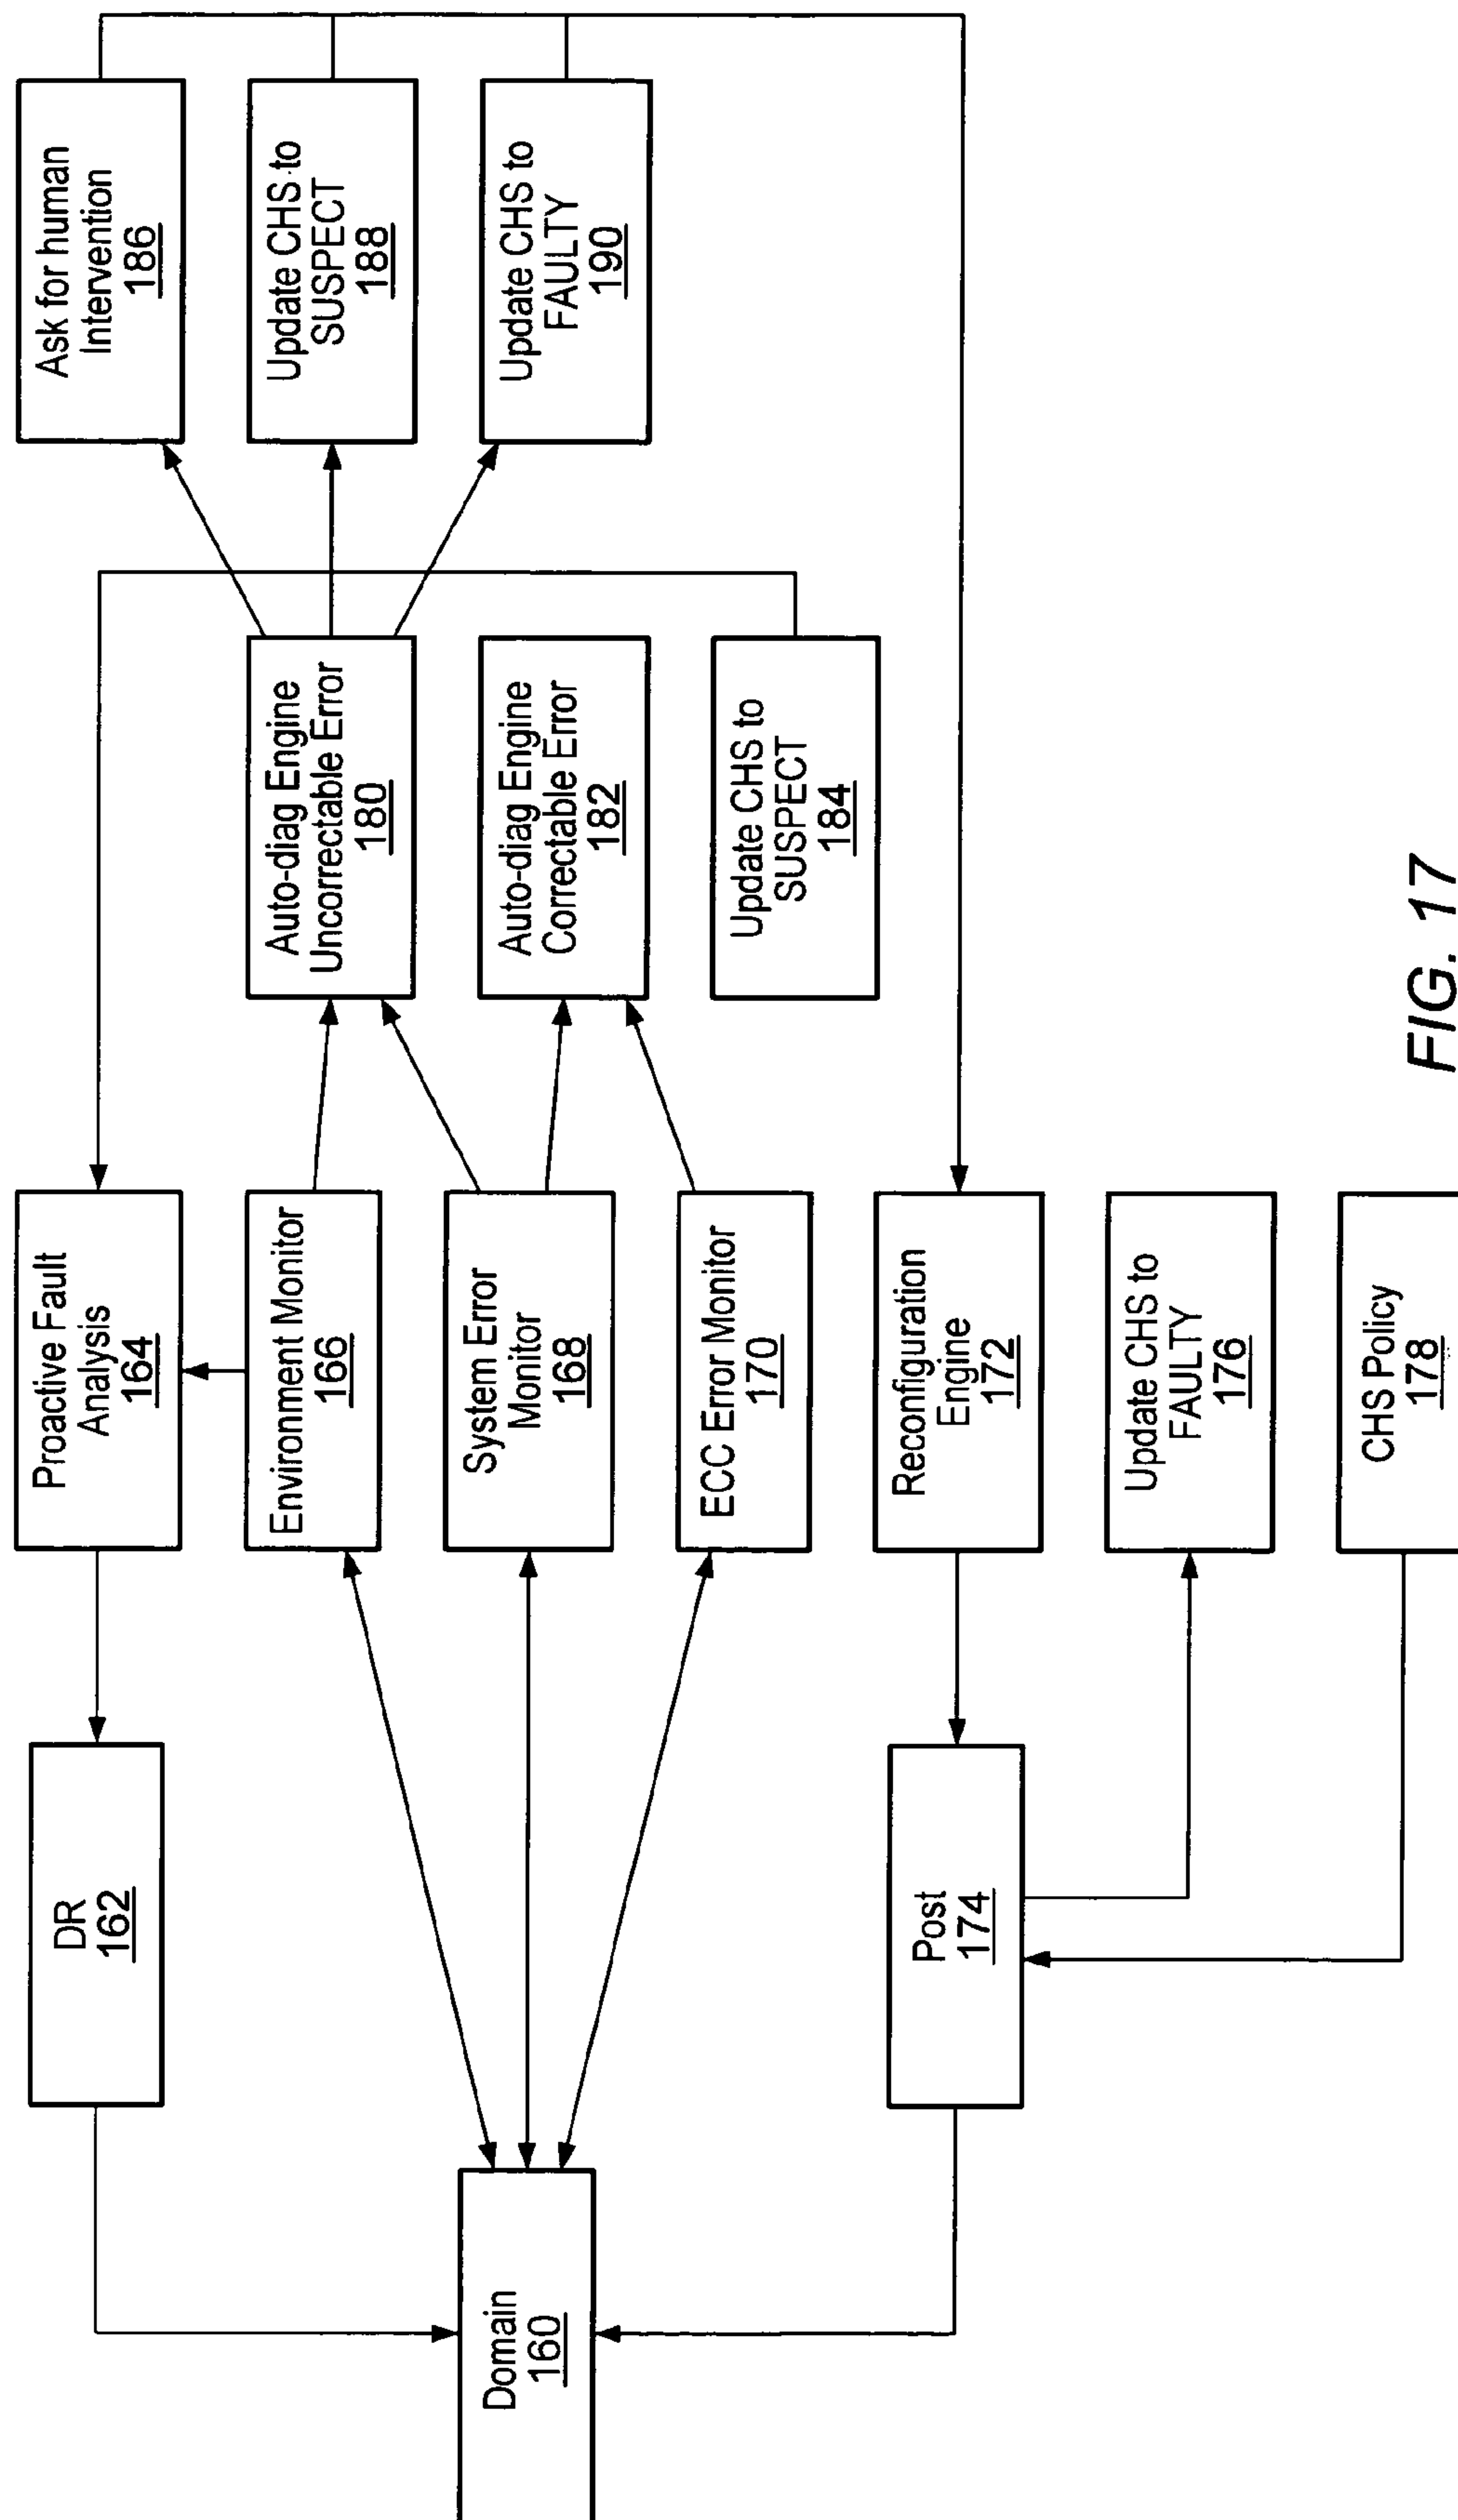 Domain
160
DR
162
Post
174
Proactive Fault
Analysis
164
Environment Monitor
166
System Error
Monitor
168
ECC Error Monitor
170
Reconfiguration
Engine
172
Update CHS to
FAULTY
176
CHS Policy
178
Auto-diag Engine
Uncorrectable Error
180
Auto-diag Engine
Correctable Error
182
Update CHS to
SUSPECT
184
Ask for human
Intervention
186
Update CHS to
SUSPECT
188
Update CHS to
FAULTY
190
FIG. 17